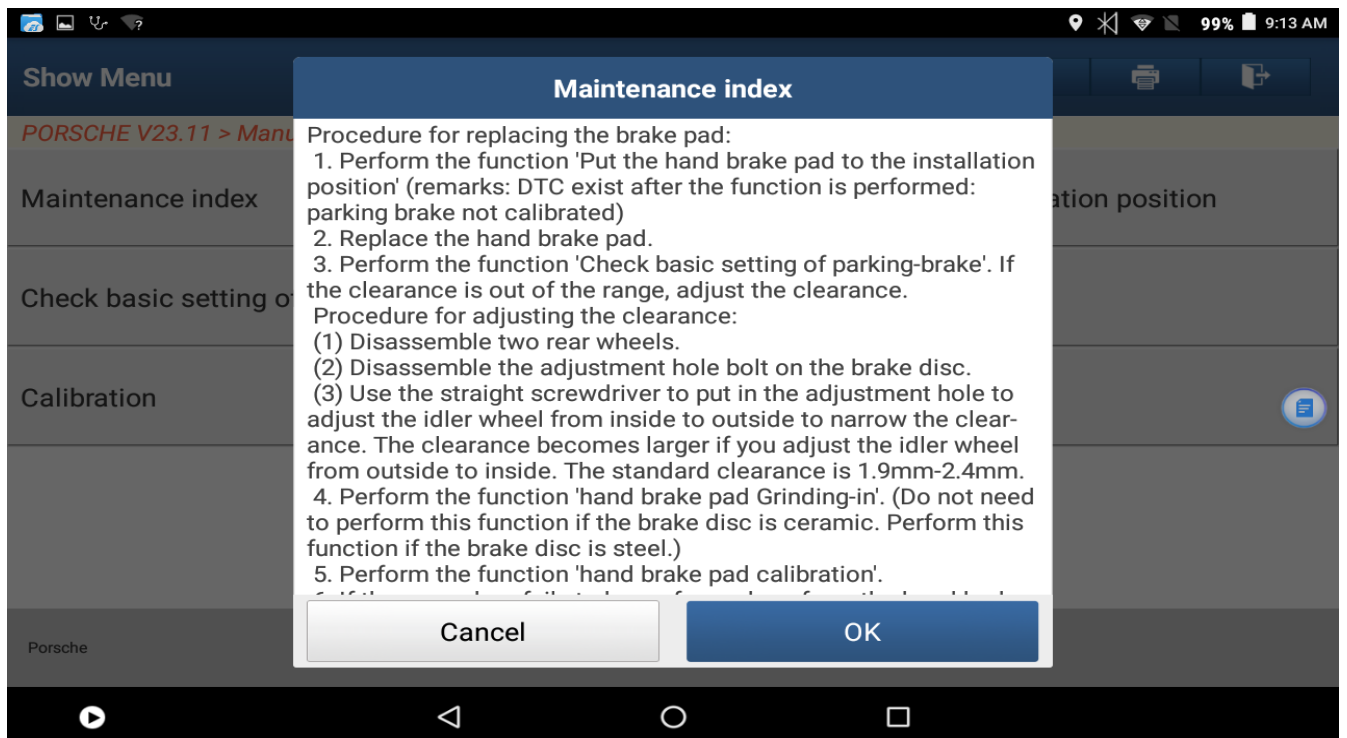 99% 9:13 AM
Show Menu
Maintenance index
PORSCHE V23.11 > Manu
Procedure for replacing the brake pad:
1. Perform the function 'Put the hand brake pad to the installation
position' (remarks: DTC exist after the function is performed:
parking brake not calibrated)
2. Replace the hand brake pad.
3. Perform the function 'Check basic setting of parking-brake'. If
the clearance is out of the range, adjust the clearance.
Procedure for adjusting the clearance:
(1) Disassemble two rear wheels.
(2) Disassemble the adjustment hole bolt on the brake disc.
(3) Use the straight screwdriver to put in the adjustment hole to
adjust the idler wheel from inside to outside to narrow the clear-
ance. The clearance becomes larger if you adjust the idler wheel
from outside to inside. The standard clearance is 1.9mm-2.4mm.
4. Perform the function 'hand brake pad Grinding-in'. (Do not need
to perform this function if the brake disc is ceramic. Perform this
function if the brake disc is steel.)
5. Perform the function 'hand brake pad calibration'.
Cancel
OK
Maintenance index
ation position
Check basic setting o
Calibration
Porsche